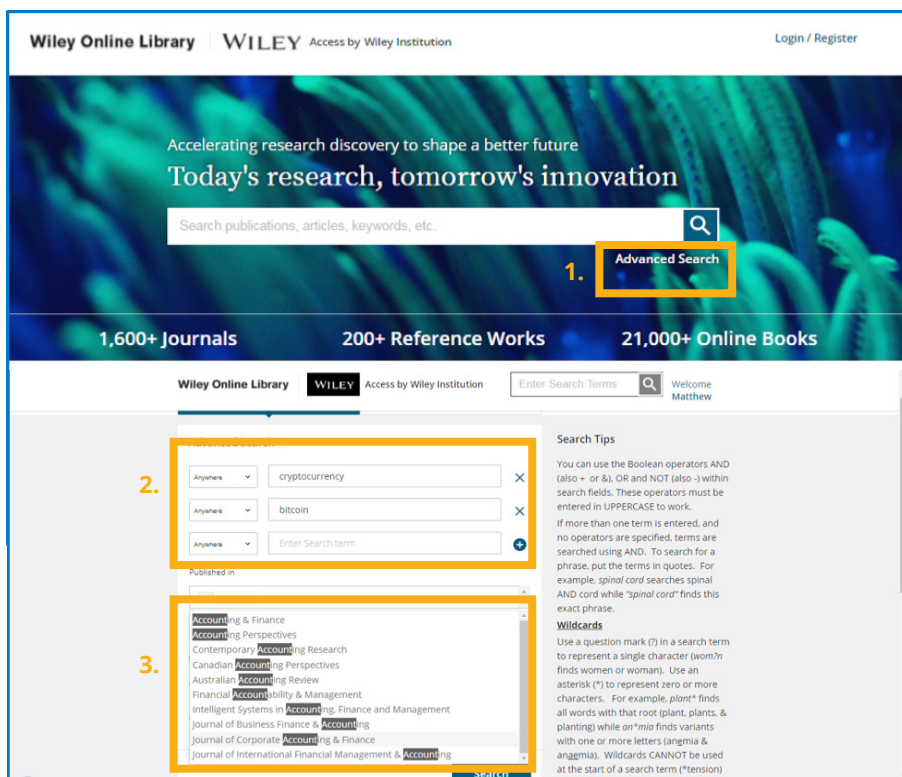 Wiley Online Library WILEY Access by Wiley Institution Login / Register
Accelerating research discovery to shape a better future
Today's research, tomorrow's innovation
Search publications, articles, keywords, etc.
1. Advanced Search
1,600+ Journals 200+ Reference Works 21,000+ Online Books
Wiley Online Library WILEY Access by Wiley Institution Enter Search Terms Welcome
Matthew
Advanced Search
2.
Anywhere cryptocurrency
Anywhere bitcoin
Anywhere Enter Search term
Published in
3.
Accounting & Finance
Accounting Perspectives
Contemporary Accounting Research
Canadian Accounting Perspectives
Australian Accounting Review
Financial Accountability & Management
Intelligent Systems in Accounting, Finance and Management
Journal of Business Finance & Accounting
Journal of Corporate Accounting & Finance
Journal of International Financial Management & Accounting
Search
Search Tips
You can use the Boolean operators AND
(also + or &), OR and NOT (also -) within
search fields. These operators must be
entered in UPPERCASE to work.
If more than one term is entered, and
no operators are specified, terms are
searched using AND. To search for a
phrase, put the terms in quotes. For
example, spinal cord searches spinal
AND cord while "spinal cord" finds this
exact phrase.
Wildcards
Use a question mark (?) in a search term
to represent a single character (wom?n
finds women or woman). Use an
asterisk (*) to represent zero or more
characters. For example, plant* finds
all words with that root (plant, plants, &
planting) while an*mia finds variants
with one or more letters (anemia &
anaemia). Wildcards CANNOT be used
at the start of a search term (*tension)